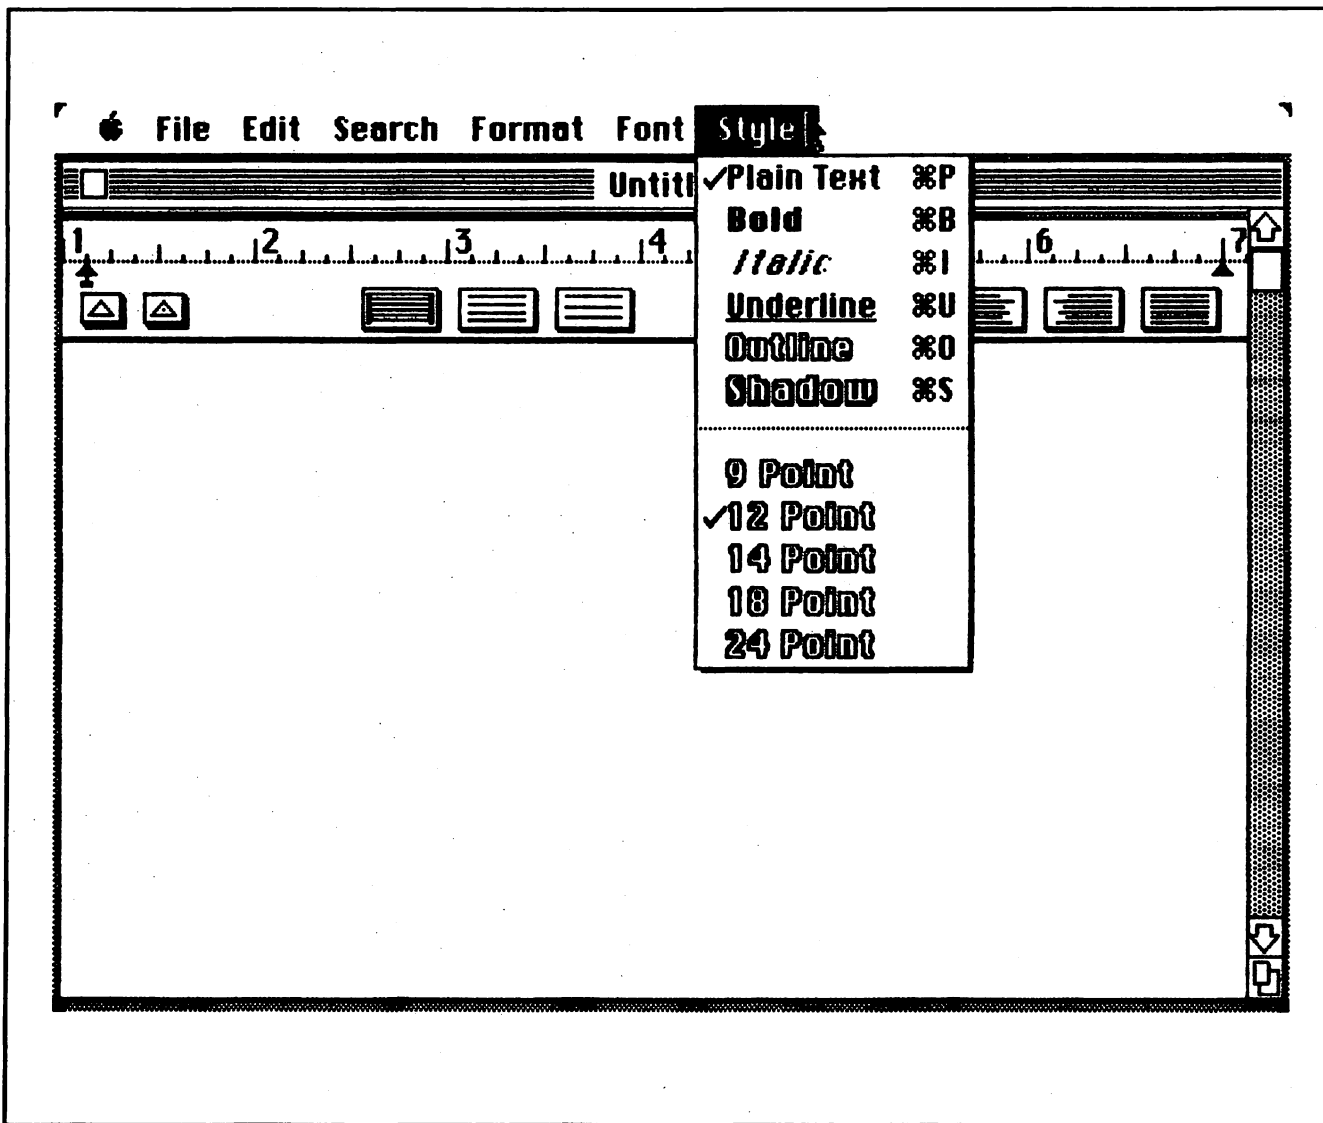 File Edit Search Format Font Style
Untitl
✓Plain Text ⌘P
Bold ⌘B
Italic ⌘I
Underline ⌘U
Outline ⌘O
Shadow ⌘S
1 2 3 4 6 7
9 Point
✓12 Point
14 Point
18 Point
24 Point